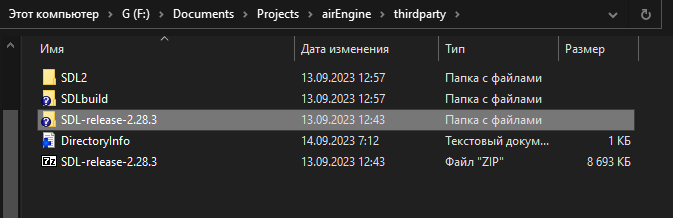 Этот компьютер > G (F:) > Documents > Projects > airEngine > thirdparty >
Имя Дата изменения Тип Размер
SDL2 13.09.2023 12:57 Папка с файлами
SDLbuild 13.09.2023 12:57 Папка с файлами
SDL-release-2.28.3 13.09.2023 12:43 Папка с файлами
DirectoryInfo 14.09.2023 7:12 Текстовый докум... 1 КБ
SDL-release-2.28.3 13.09.2023 12:43 Файл "ZIP" 8 693 КБ